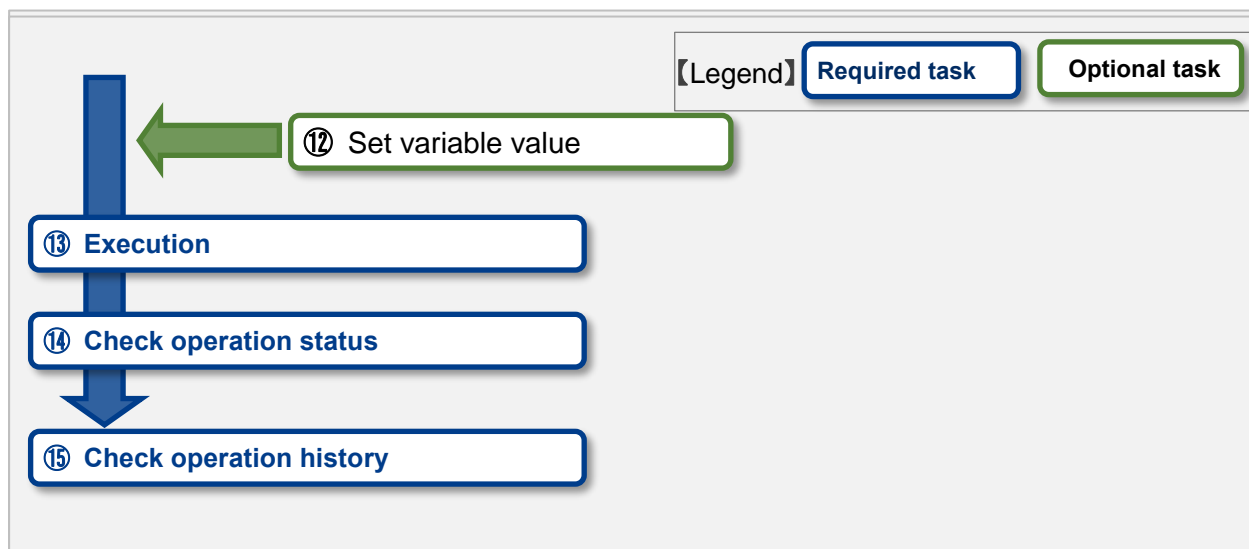 【Legend】 Required task Optional task
⑫ Set variable value
⑬ Execution
⑭ Check operation status
⑮ Check operation history